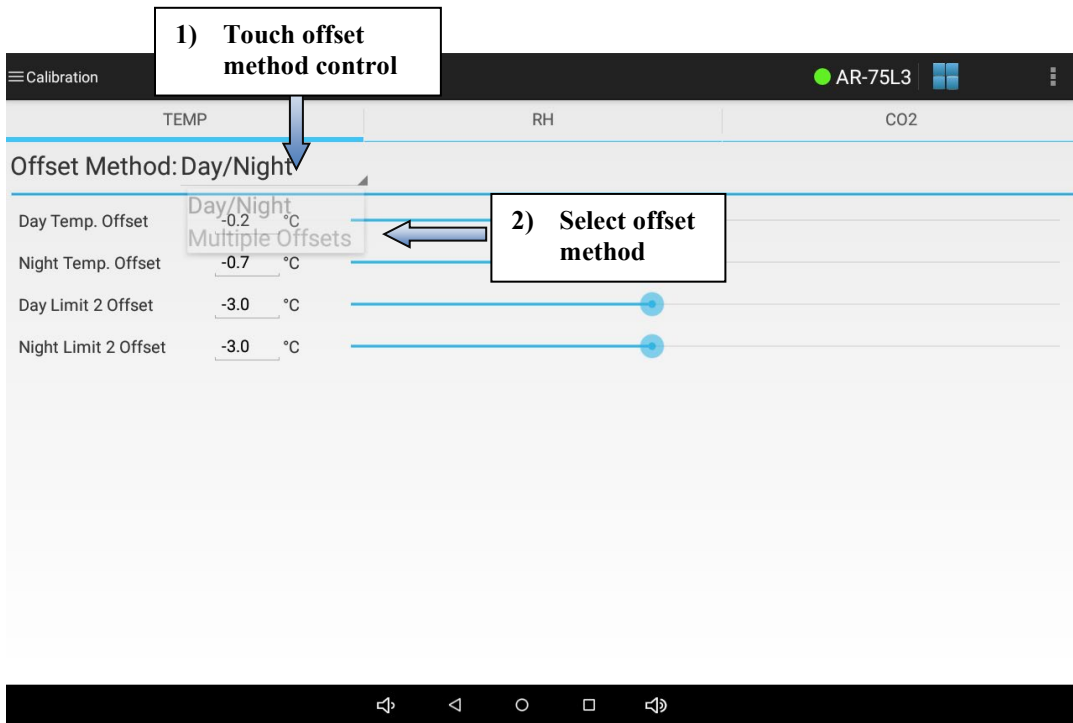 1) Touch offset
method control
Calibration
AR-75L3
TEMP
RH
CO2
Offset Method: Day/Night
Day/Night
Multiple Offsets
2) Select offset
method
Day Temp. Offset -0.2 °C
Night Temp. Offset -0.7 °C
Day Limit 2 Offset -3.0 °C
Night Limit 2 Offset -3.0 °C